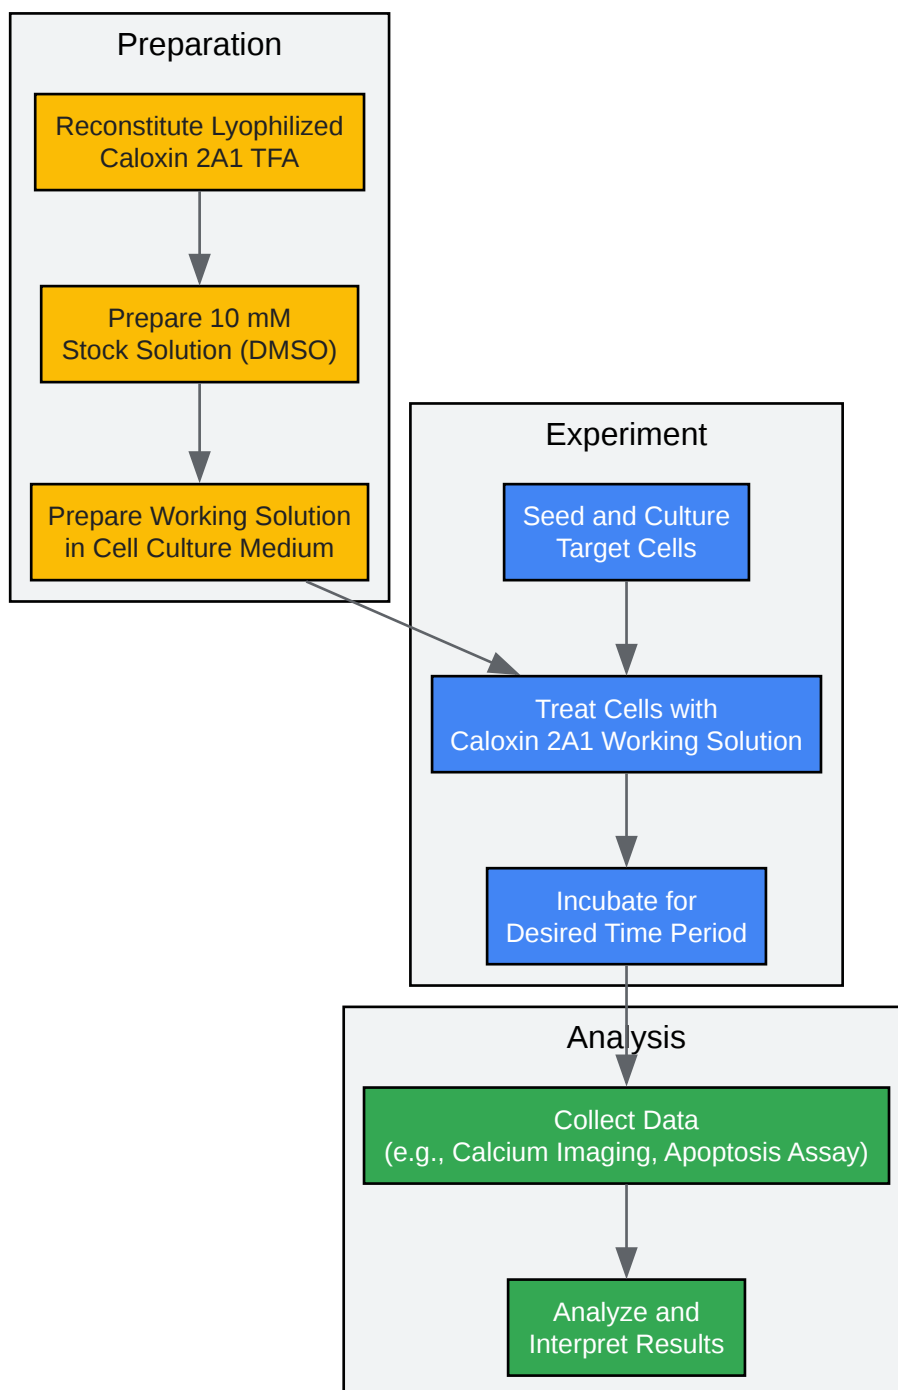 Preparation
Reconstitute Lyophilized
Caloxin 2A1 TFA
Prepare 10 mM
Stock Solution (DMSO)
Prepare Working Solution
in Cell Culture Medium
Experiment
Seed and Culture
Target Cells
Treat Cells with
Caloxin 2A1 Working Solution
Incubate for
Desired Time Period
Analysis
Collect Data
(e.g., Calcium Imaging, Apoptosis Assay)
Analyze and
Interpret Results